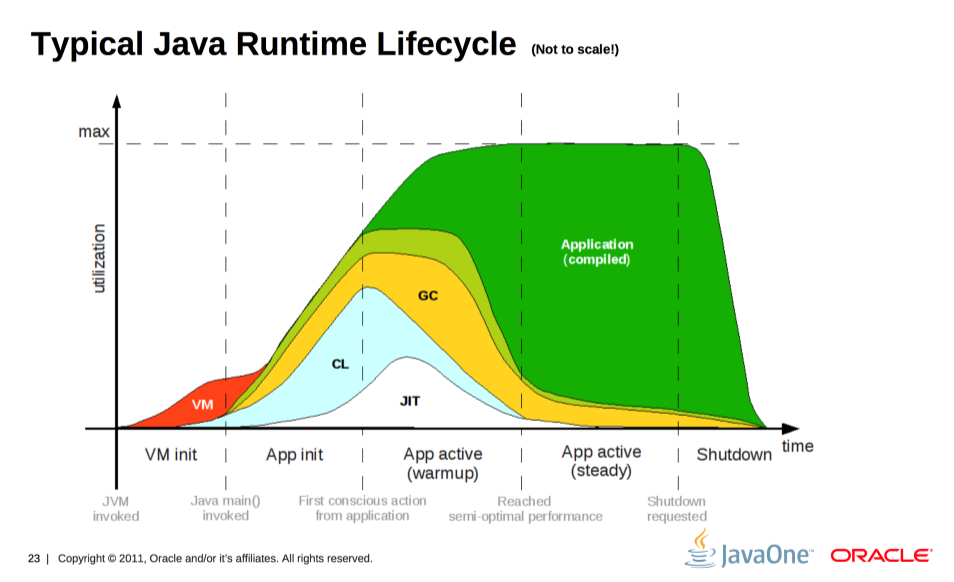 Typical Java Runtime Lifecycle (Not to scale!)
max
utilization
Application
(compiled)
GC
CL
VM
JIT
time
VM init
App init
App active
(warmup)
App active
(steady)
Shutdown
JVM
invoked
Java main()
invoked
First conscious action
from application
Reached
semi-optimal performance
Shutdown
requested
23 | Copyright © 2011, Oracle and/or it's affiliates. All rights reserved.
JavaOne™
ORACLE®